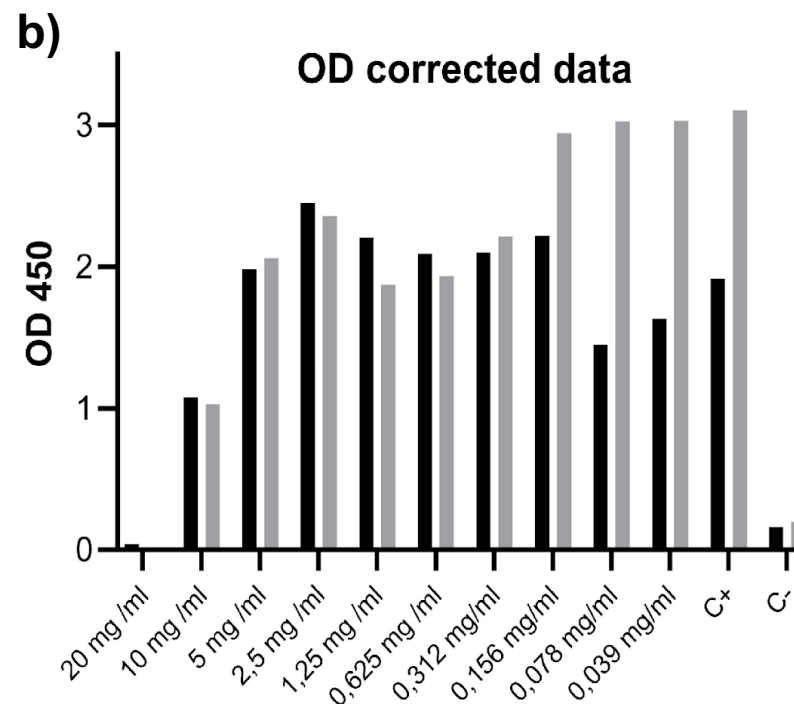 b)
OD corrected data
OD 450
3
2
1
0
20 mg /ml
10 mg /ml
5 mg /ml
2,5 mg /ml
1,25 mg /ml
0,625 mg /ml
0,312 mg/ml
0,156 mg/ml
0,078 mg/ml
0,039 mg/ml
C+
C-